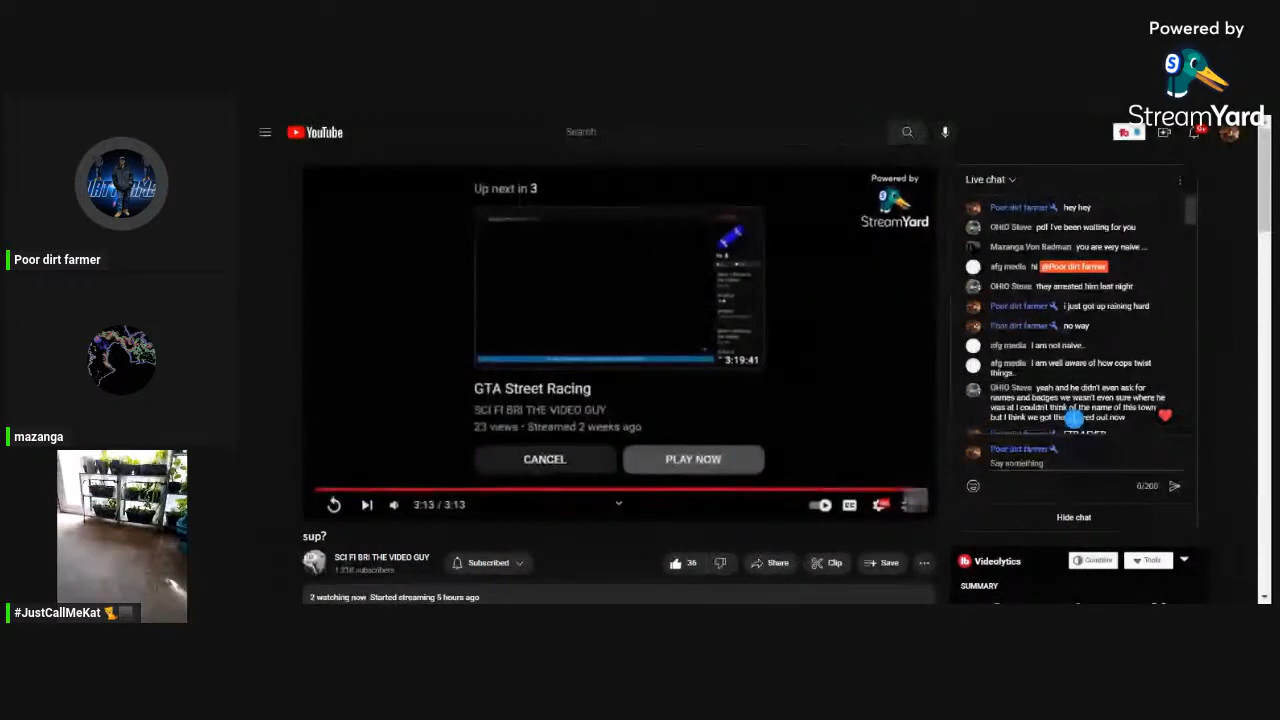 Powered by
StreamYard
Poor dirt farmer
mazanga
#JustCallMeKat
YouTube
Search
9+
Up next in 3
Powered by
StreamYard
3:19:41
GTA Street Racing
SCI FI BRI THE VIDEO GUY
23 views • Streamed 2 weeks ago
CANCEL
PLAY NOW
3:13 / 3:13
sup?
SCI FI BRI THE VIDEO GUY
subscribers
Subscribed
36
Share
Clip
Save
2 watching now Started streaming 5 hours ago
Live chat
Poor dirt farmer hey hey
OHIO Steve pdf I've been waiting for you
Mazanga Von Badman you are very naive ...
afg media hi @Poor dirt farmer
OHIO Steve they arrested him last night
Poor dirt farmer i just got up raining hard
Poor dirt farmer no way
afg media I am not naive..
afg media I am well aware of how cops twist
things..
OHIO Steve yeah and he didn't even ask for
names and badges we wasn't even sure where he
was at I couldn't think of the name of this town
but I think we got the out now
Poor dirt farmer
Say something
0/200
Hide chat
Videolytics
Tools
SUMMARY